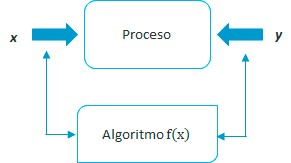 x
Proceso
y
Algoritmo f(x)